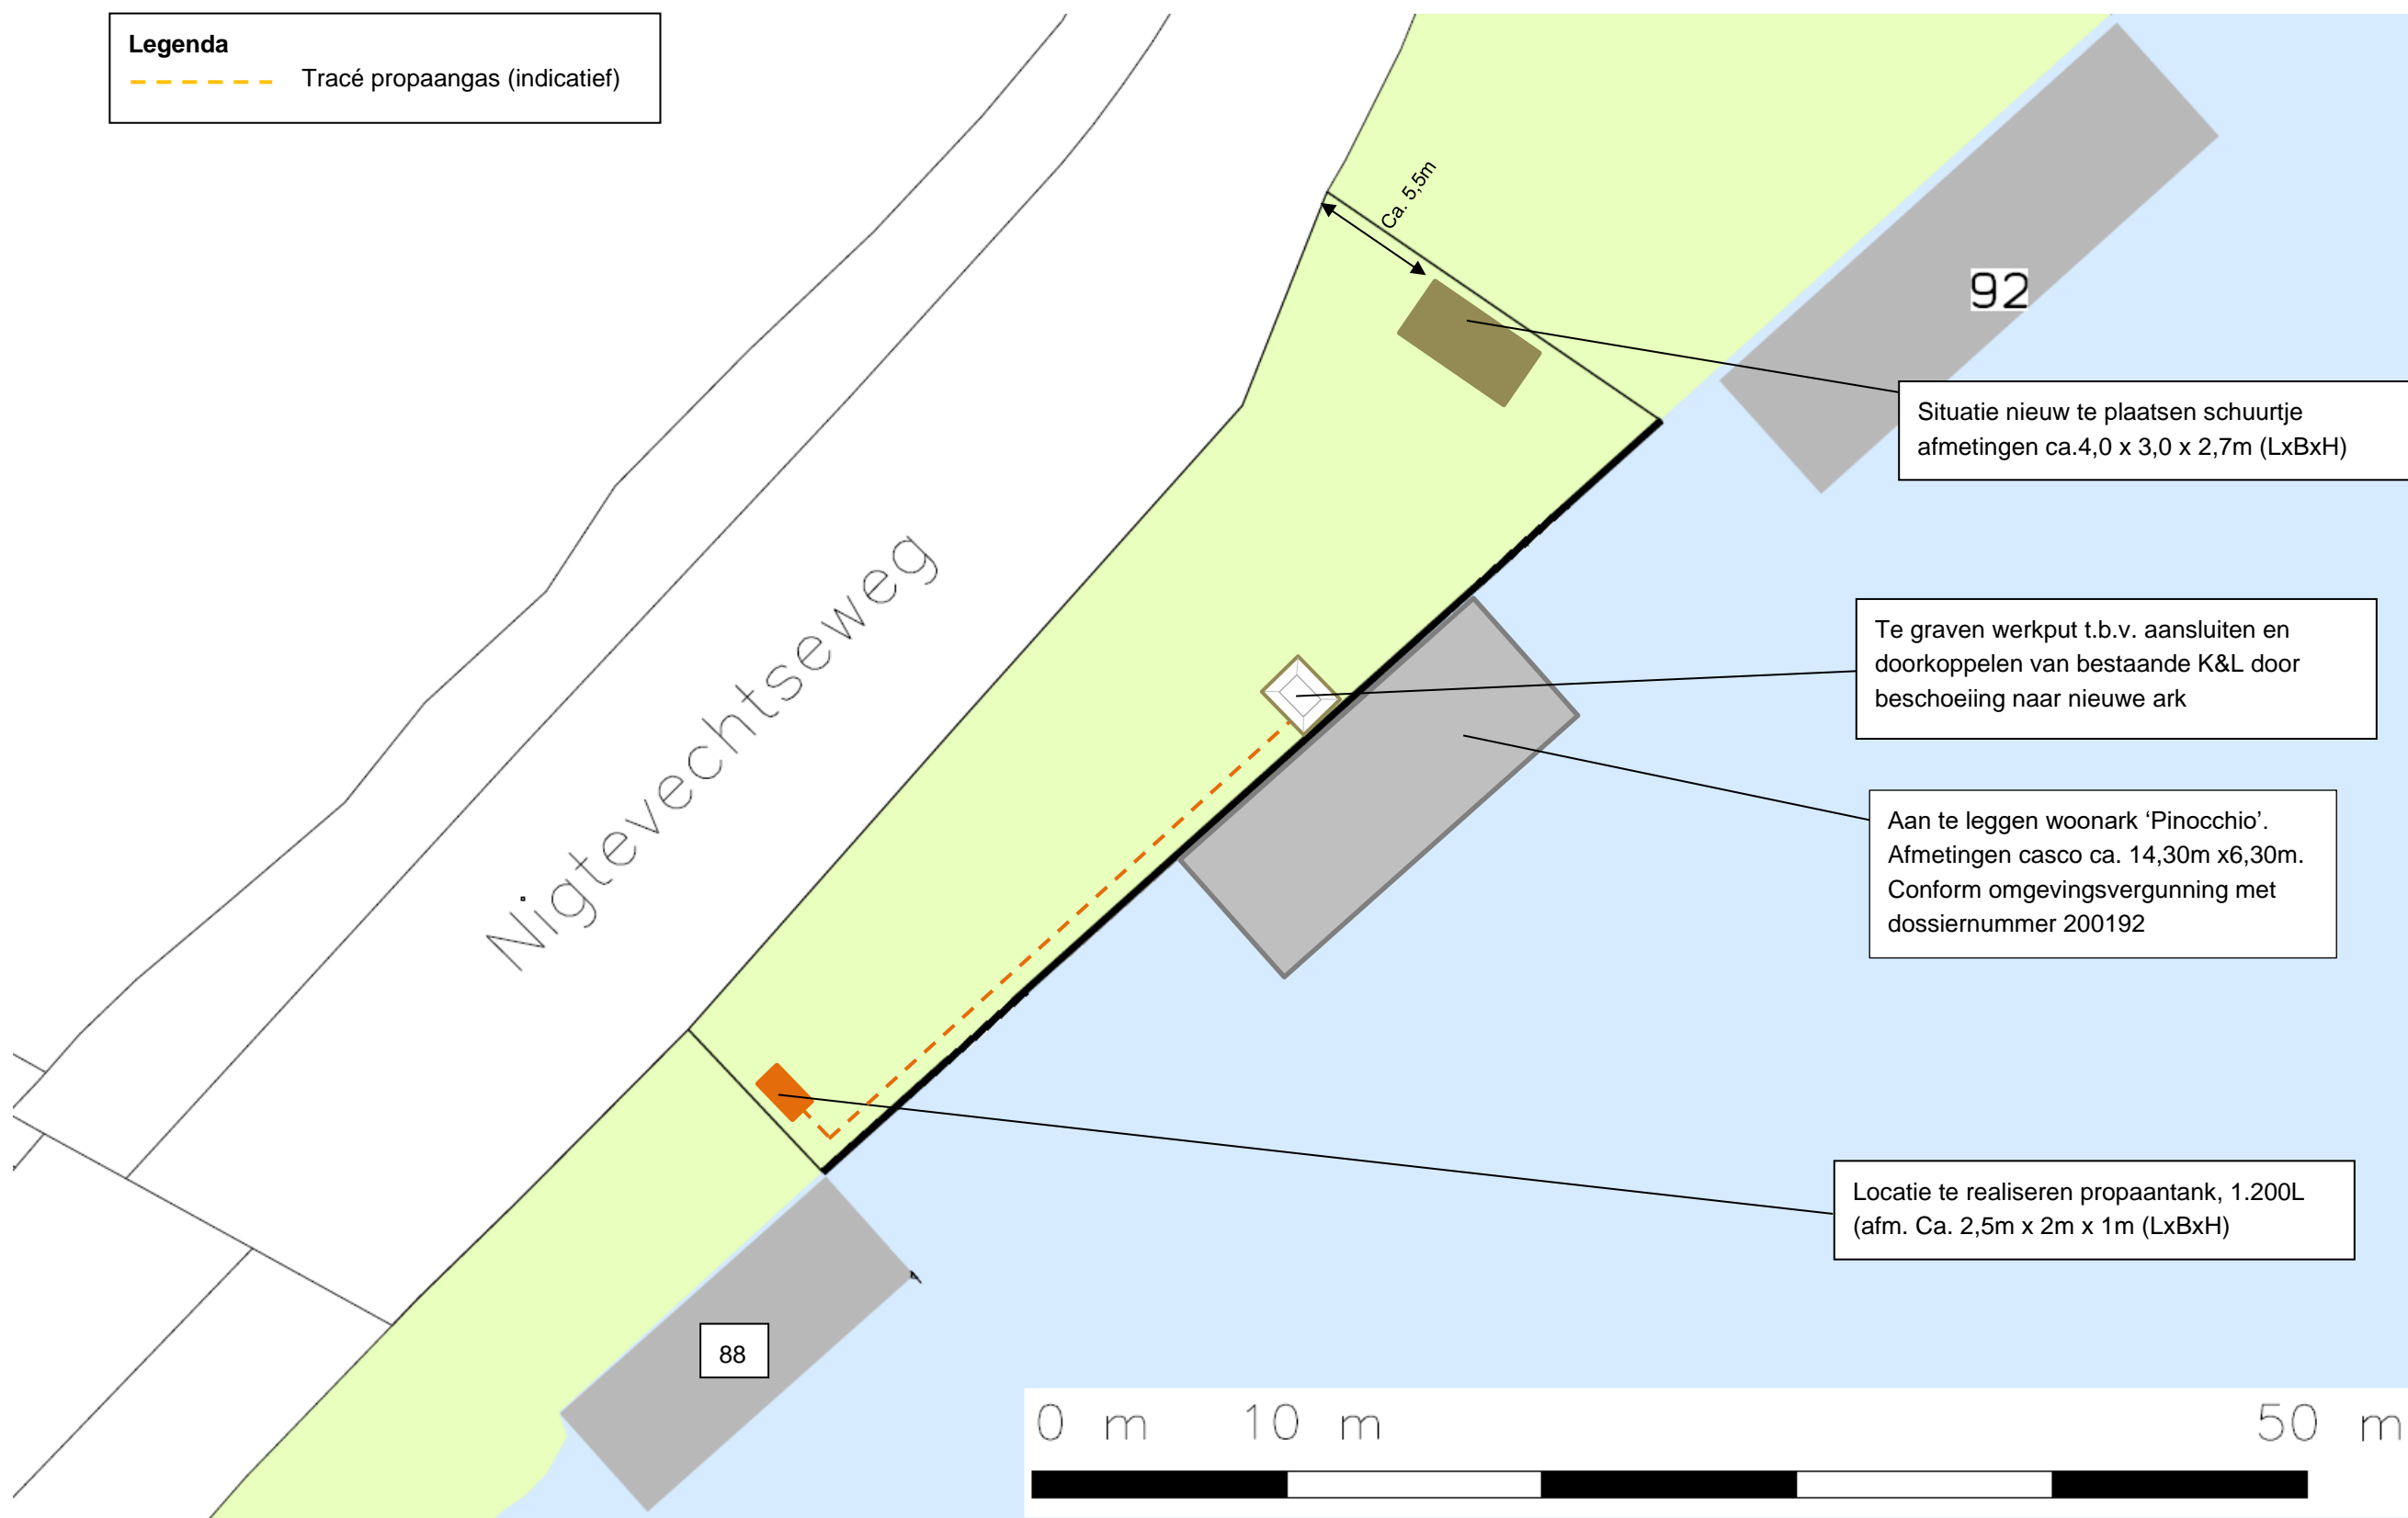 Legenda
Tracé propaangas (indicatief)
Ca. 5,5m
92
Situatie nieuw te plaatsen schuurtje
afmetingen ca.4,0 x 3,0 x 2,7m (LxBxH)
Nigtevechtseweg
Te graven werkput t.b.v. aansluiten en
doorkoppelen van bestaande K&L door
beschoeiing naar nieuwe ark
Aan te leggen woonark ‘Pinocchio’.
Afmetingen casco ca. 14,30m x6,30m.
Conform omgevingsvergunning met
dossiernummer 200192
Locatie te realiseren propaantank, 1.200L
(afm. Ca. 2,5m x 2m x 1m (LxBxH)
88
0 m 10 m 50 m